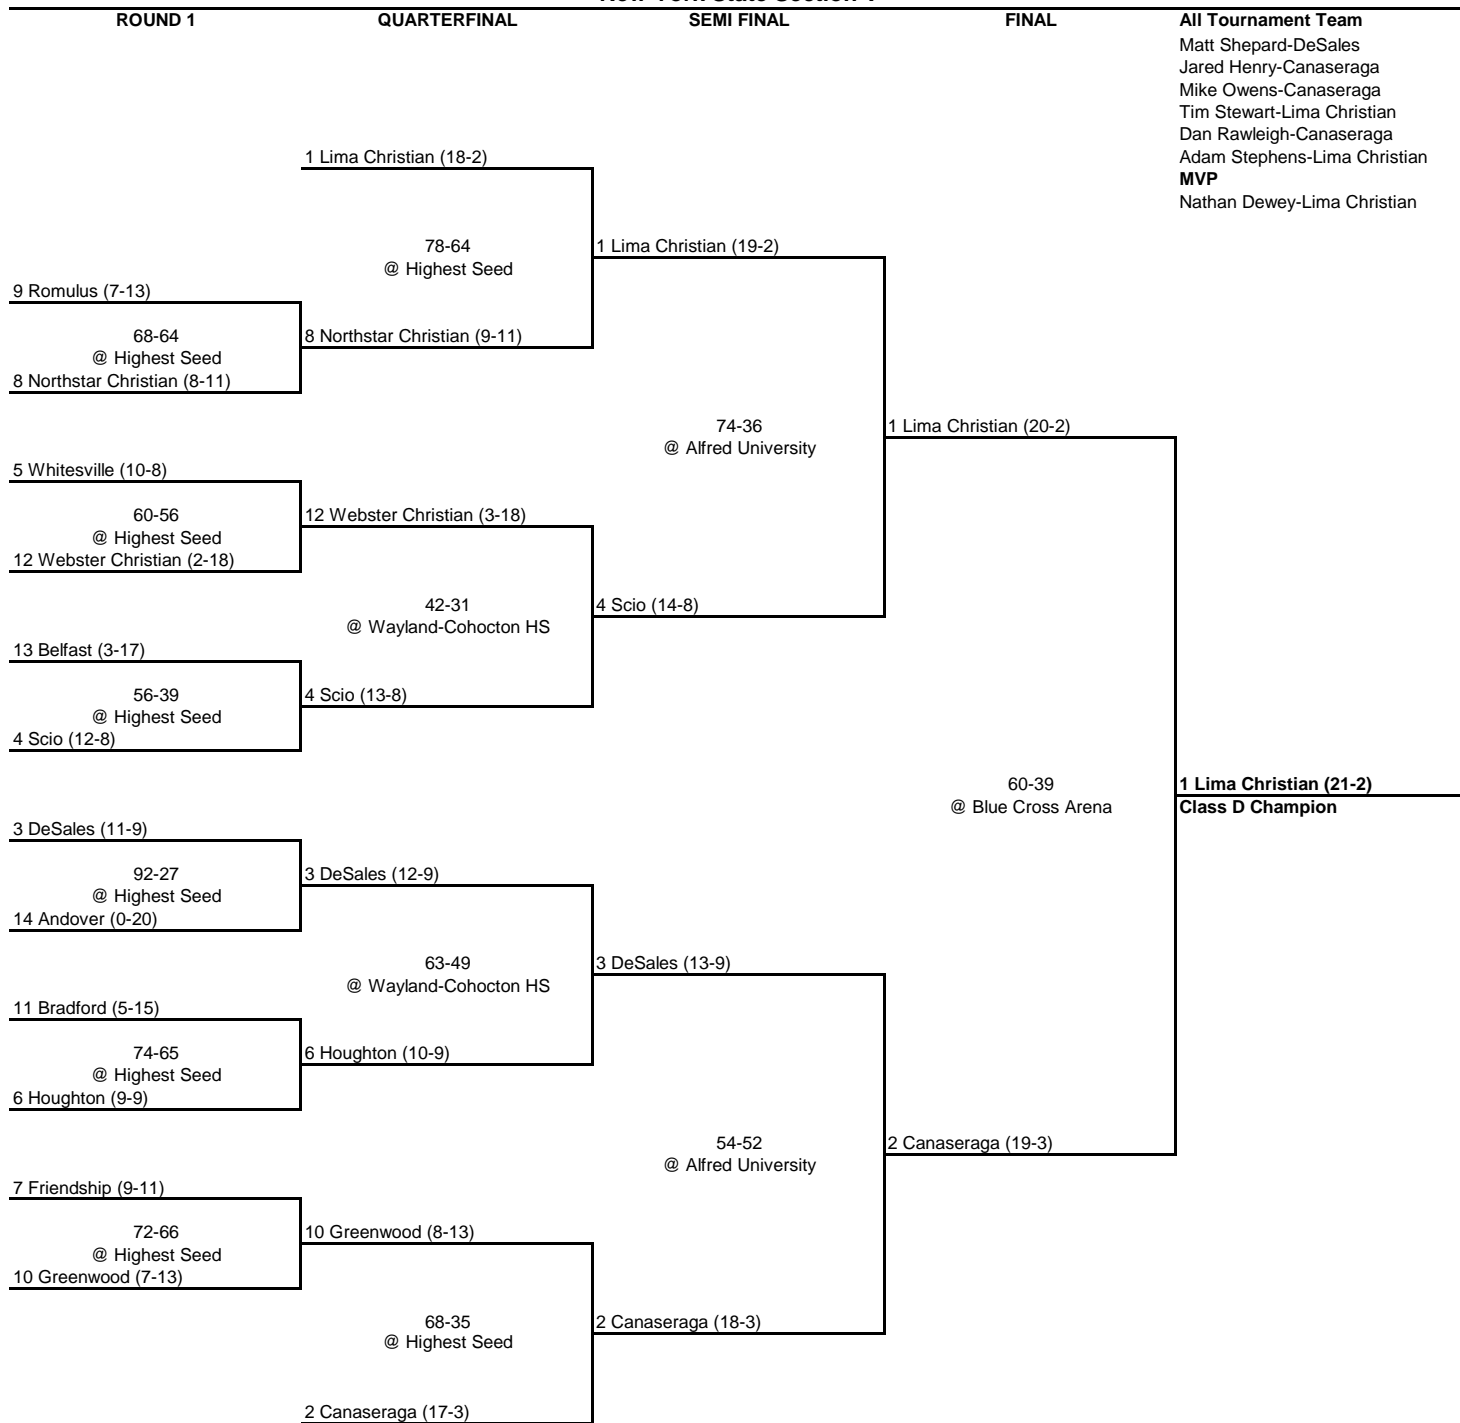 ROUND 1 QUARTERFINAL SEMI FINAL FINAL All Tournament Team
Matt Shepard-DeSales
Jared Henry-Canaseraga
Mike Owens-Canaseraga
Tim Stewart-Lima Christian
Dan Rawleigh-Canaseraga
1 Lima Christian (18-2) Adam Stephens-Lima Christian
MVP
Nathan Dewey-Lima Christian
78-64 1 Lima Christian (19-2)
@ Highest Seed
9 Romulus (7-13)
68-64 8 Northstar Christian (9-11)
@ Highest Seed
8 Northstar Christian (8-11)
74-36 1 Lima Christian (20-2)
@ Alfred University
5 Whitesville (10-8)
60-56 12 Webster Christian (3-18)
@ Highest Seed
12 Webster Christian (2-18)
42-31 4 Scio (14-8)
@ Wayland-Cohocton HS
13 Belfast (3-17)
56-39 4 Scio (13-8)
@ Highest Seed
4 Scio (12-8)
60-39 1 Lima Christian (21-2)
@ Blue Cross Arena Class D Champion
3 DeSales (11-9)
92-27 3 DeSales (12-9)
@ Highest Seed
14 Andover (0-20)
63-49 3 DeSales (13-9)
@ Wayland-Cohocton HS
11 Bradford (5-15)
74-65 6 Houghton (10-9)
@ Highest Seed
6 Houghton (9-9)
54-52 2 Canaseraga (19-3)
@ Alfred University
7 Friendship (9-11)
72-66 10 Greenwood (8-13)
@ Highest Seed
10 Greenwood (7-13)
68-35 2 Canaseraga (18-3)
@ Highest Seed
2 Canaseraga (17-3)